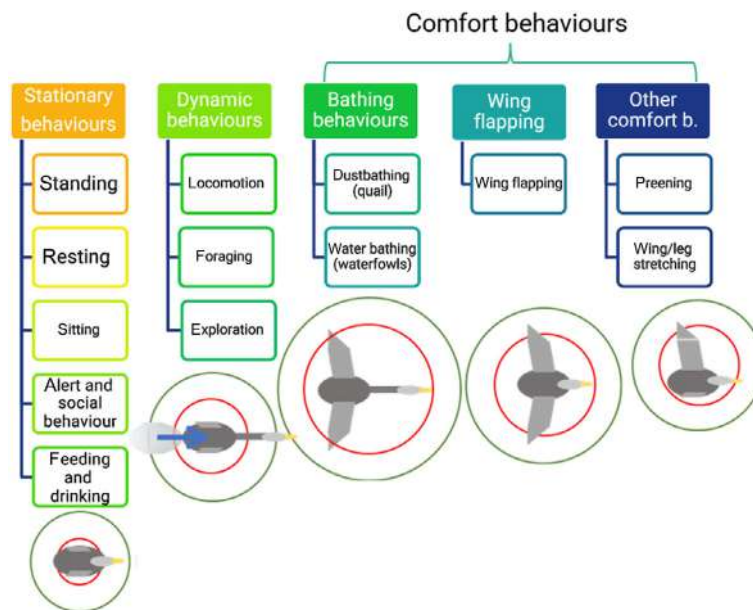 Comfort behaviours
Stationary
behaviours
Standing
Resting
Sitting
Alert and
social
behaviour
Feeding
and
drinking
Dynamic
behaviours
Locomotion
Foraging
Exploration
Bathing
behaviours
Dustbathing
(quail)
Water bathing
(waterfowls)
Wing
flapping
Wing flapping
Other
comfort b.
Preening
Wing/leg
stretching